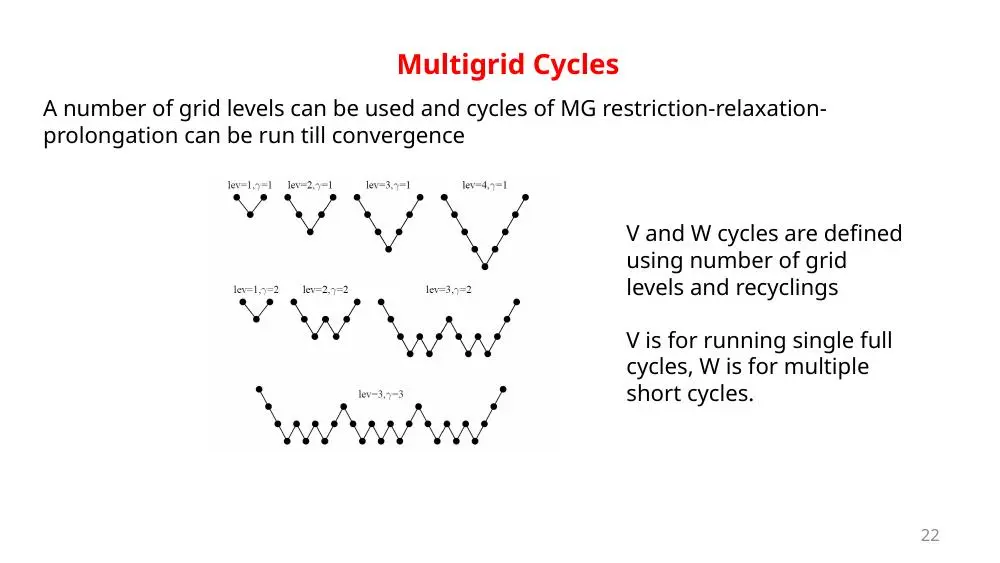 Multigrid Cycles
A number of grid levels can be used and cycles of MG restriction-relaxation-
prolongation can be run till convergence
lev=1,γ=1 lev=2,γ=1 lev=3,γ=1 lev=4,γ=1
lev=1,γ=2 lev=2,γ=2 lev=3,γ=2
lev=3,γ=3
V and W cycles are defined
using number of grid
levels and recyclings
V is for running single full
cycles, W is for multiple
short cycles.
22